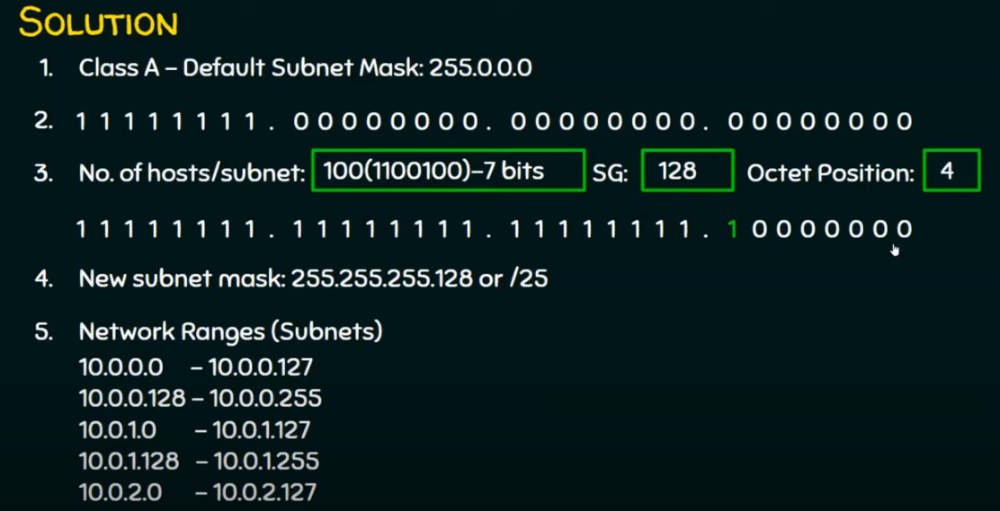 SOLUTION
1. Class A – Default Subnet Mask: 255.0.0.0
2. 1 1 1 1 1 1 1 1 . 0 0 0 0 0 0 0 0 . 0 0 0 0 0 0 0 0 . 0 0 0 0 0 0 0 0
3. No. of hosts/subnet: 100(1100100)–7 bits SG: 128 Octet Position: 4
1 1 1 1 1 1 1 1 . 1 1 1 1 1 1 1 1 . 1 1 1 1 1 1 1 1 . 1 0 0 0 0 0 0 0
4. New subnet mask: 255.255.255.128 or /25
5. Network Ranges (Subnets)
10.0.0.0 – 10.0.0.127
10.0.0.128 – 10.0.0.255
10.0.1.0 – 10.0.1.127
10.0.1.128 – 10.0.1.255
10.0.2.0 – 10.0.2.127